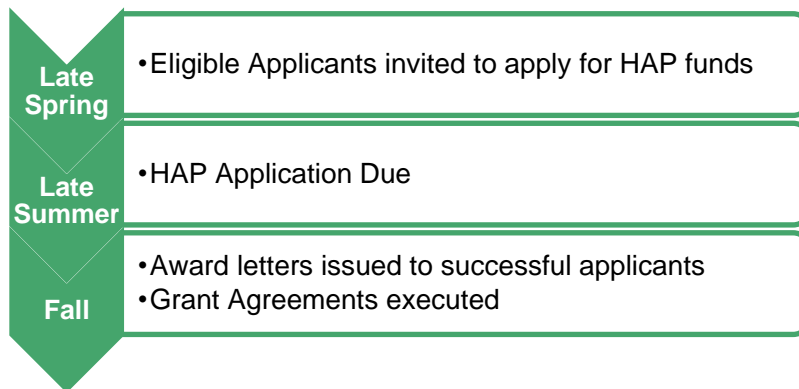 Late
Spring
•Eligible Applicants invited to apply for HAP funds
Late
Summer
•HAP Application Due
Fall
•Award letters issued to successful applicants
•Grant Agreements executed